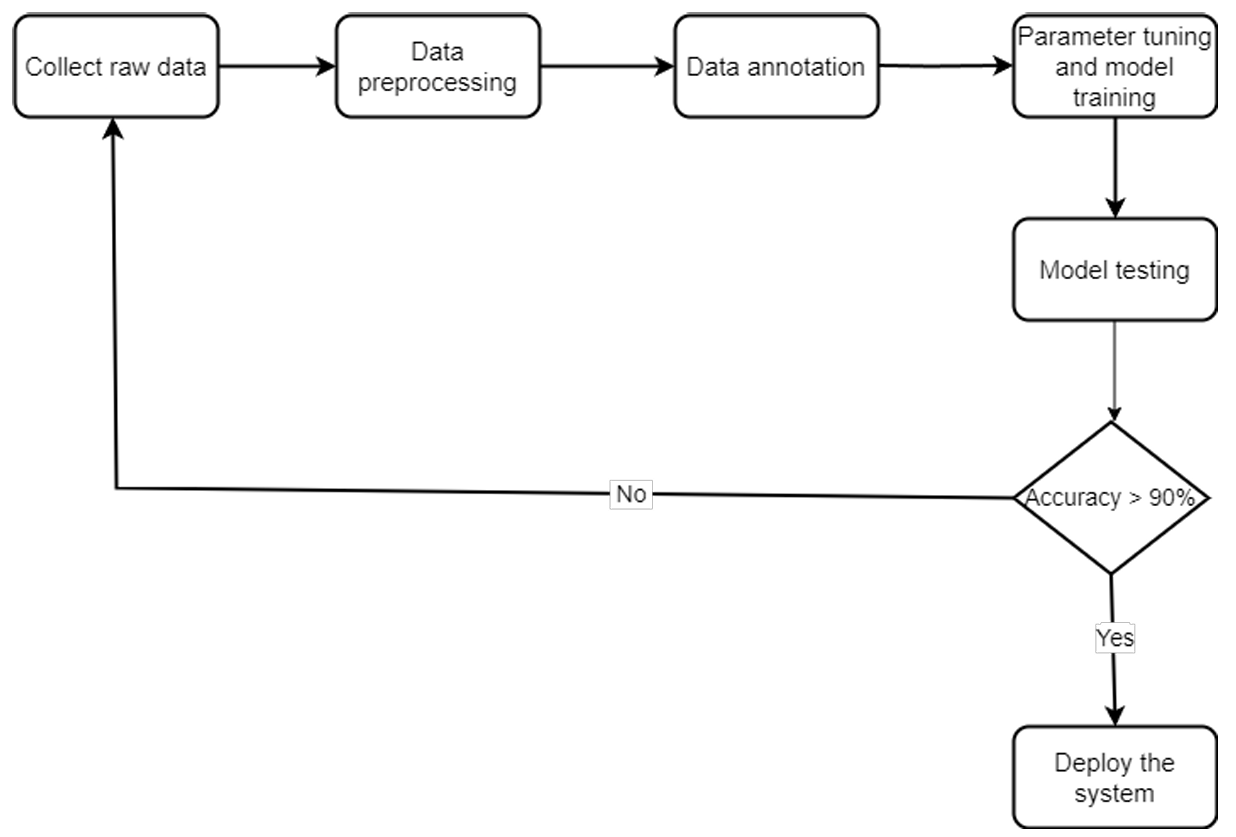 Collect raw data
Data
preprocessing
Data annotation
Parameter tuning
and model
training
Model testing
Accuracy > 90%
No
Yes
Deploy the
system